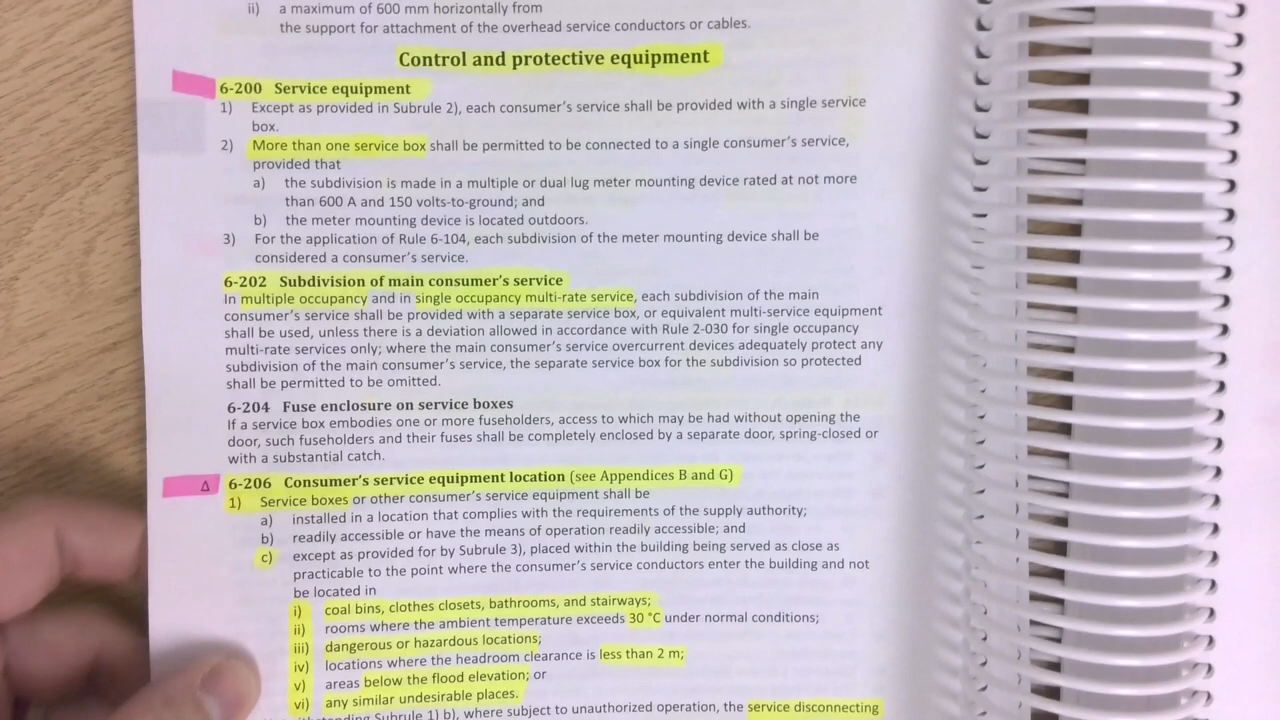 ii) a maximum of 600 mm horizontally from
the support for attachment of the overhead service conductors or cables.
Control and protective equipment
6-200 Service equipment
1) Except as provided in Subrule 2), each consumer's service shall be provided with a single service
box.
2) More than one service box shall be permitted to be connected to a single consumer's service,
provided that
a) the subdivision is made in a multiple or dual lug meter mounting device rated at not more
than 600 A and 150 volts-to-ground; and
b) the meter mounting device is located outdoors.
3) For the application of Rule 6-104, each subdivision of the meter mounting device shall be
considered a consumer's service.
6-202 Subdivision of main consumer's service
In multiple occupancy and in single occupancy multi-rate service, each subdivision of the main
consumer's service shall be provided with a separate service box, or equivalent multi-service equipment
shall be used, unless there is a deviation allowed in accordance with Rule 2-030 for single occupancy
multi-rate services only; where the main consumer's service overcurrent devices adequately protect any
subdivision of the main consumer's service, the separate service box for the subdivision so protected
shall be permitted to be omitted.
6-204 Fuse enclosure on service boxes
If a service box embodies one or more fuseholders, access to which may be had without opening the
door, such fuseholders and their fuses shall be completely enclosed by a separate door, spring-closed or
with a substantial catch.
Δ 6-206 Consumer's service equipment location (see Appendices B and G)
1) Service boxes or other consumer's service equipment shall be
a) installed in a location that complies with the requirements of the supply authority;
b) readily accessible or have the means of operation readily accessible; and
c) except as provided for by Subrule 3), placed within the building being served as close as
practicable to the point where the consumer's service conductors enter the building and not
be located in
i) coal bins, clothes closets, bathrooms, and stairways;
ii) rooms where the ambient temperature exceeds 30 °C under normal conditions;
iii) dangerous or hazardous locations;
iv) locations where the headroom clearance is less than 2 m;
v) areas below the flood elevation; or
vi) any similar undesirable places.
Subrule 1) b), where subject to unauthorized operation, the service disconnecting